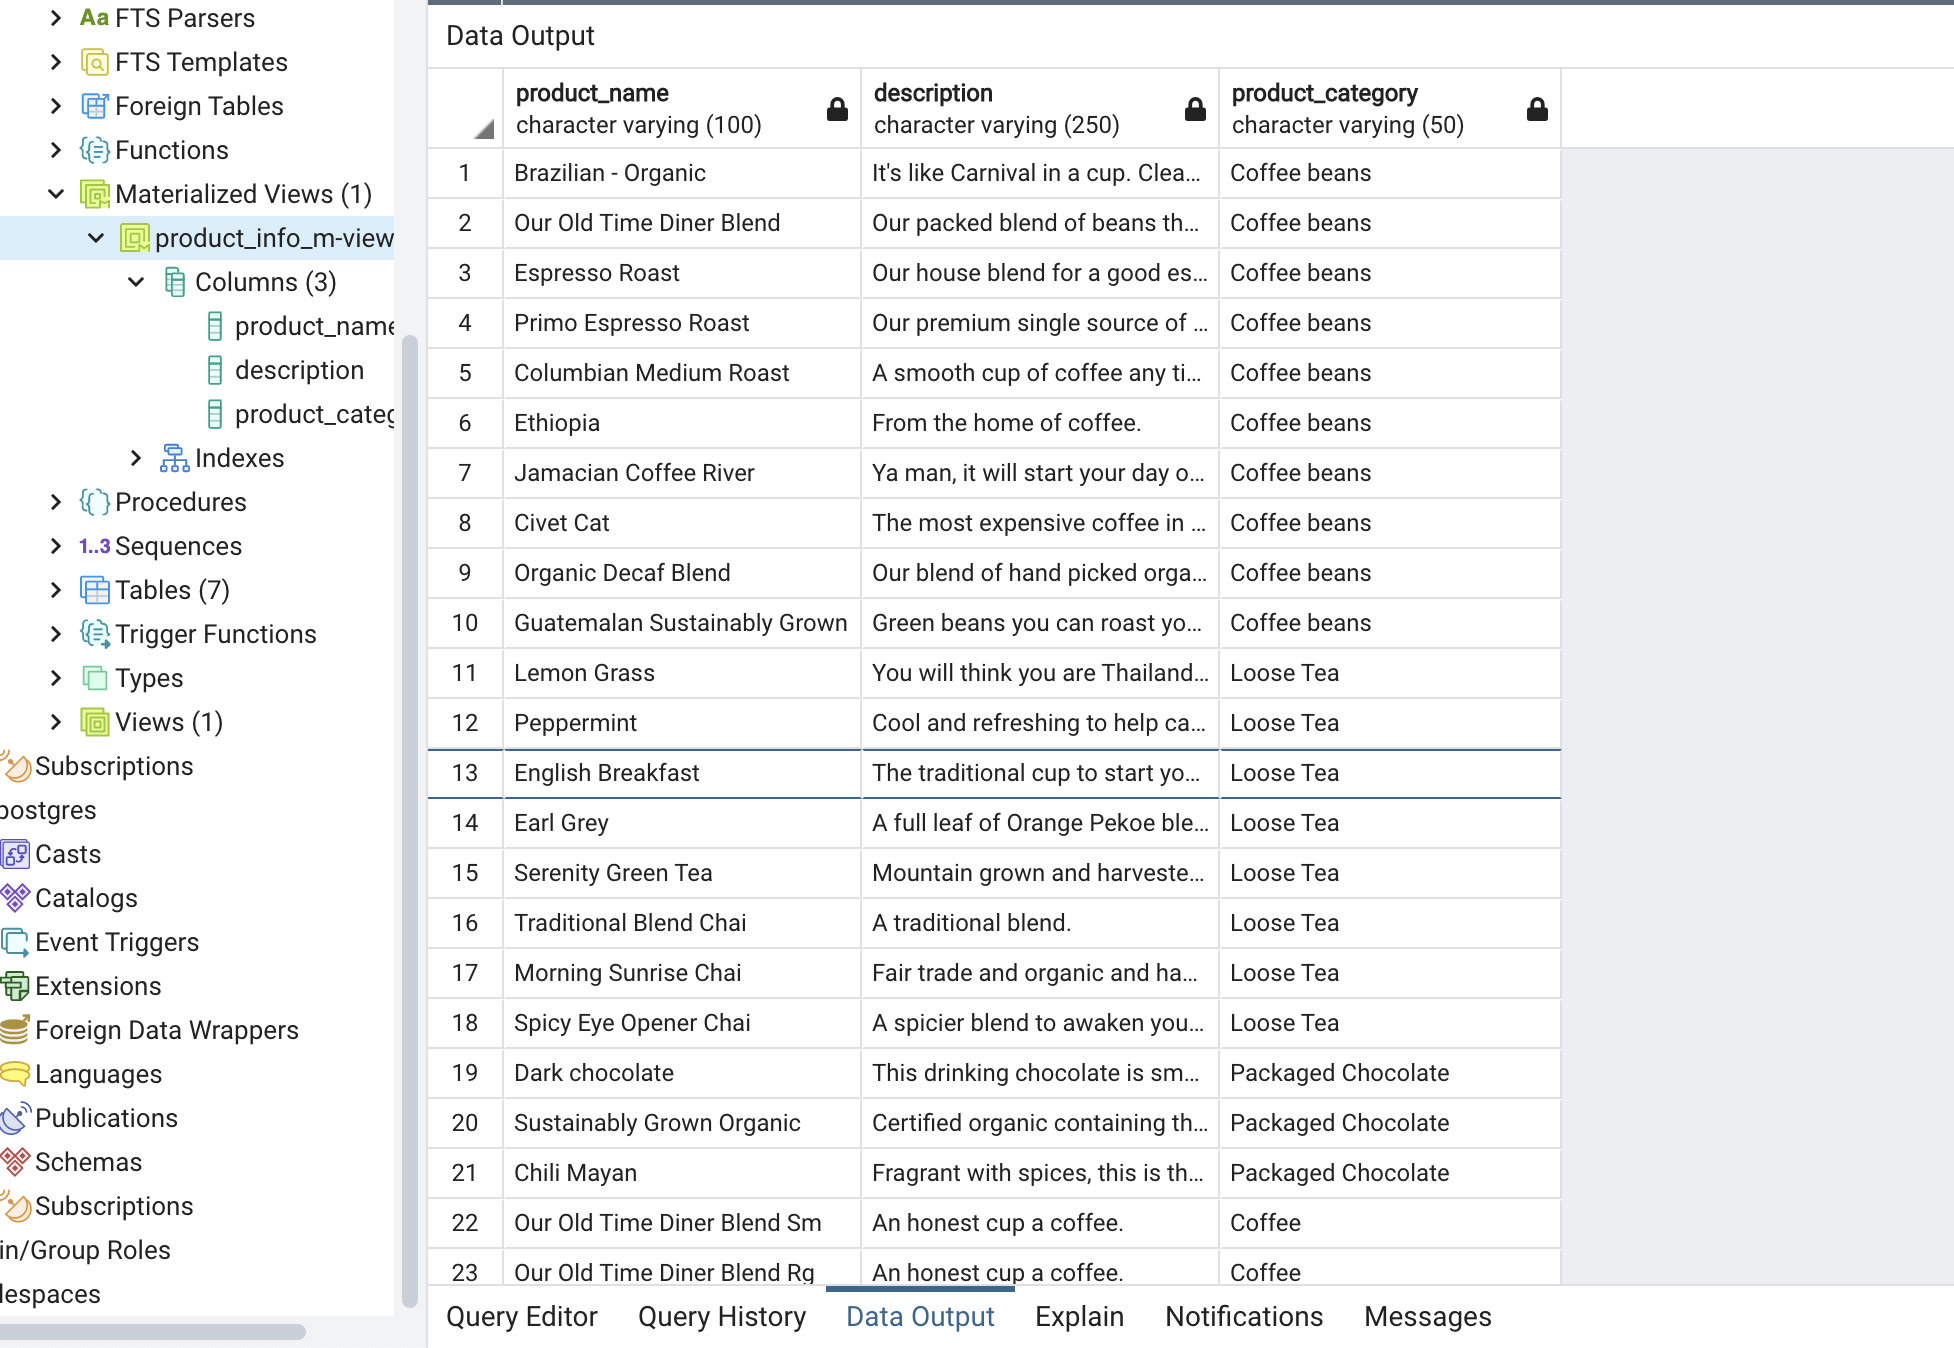 Aa FTS Parsers
FTS Templates
Foreign Tables
Functions
Materialized Views (1)
product_info_m-view
Columns (3)
product_name
description
product_categ
Indexes
Procedures
1..3 Sequences
Tables (7)
Trigger Functions
Types
Views (1)
Subscriptions
postgres
Casts
Catalogs
Event Triggers
Extensions
Foreign Data Wrappers
Languages
Publications
Schemas
Subscriptions
in/Group Roles
lespaces
Data Output
product_name description product_category
character varying (100) character varying (250) character varying (50)
1 Brazilian - Organic It's like Carnival in a cup. Clea... Coffee beans
2 Our Old Time Diner Blend Our packed blend of beans th... Coffee beans
3 Espresso Roast Our house blend for a good es... Coffee beans
4 Primo Espresso Roast Our premium single source of ... Coffee beans
5 Columbian Medium Roast A smooth cup of coffee any ti... Coffee beans
6 Ethiopia From the home of coffee. Coffee beans
7 Jamacian Coffee River Ya man, it will start your day o... Coffee beans
8 Civet Cat The most expensive coffee in ... Coffee beans
9 Organic Decaf Blend Our blend of hand picked orga... Coffee beans
10 Guatemalan Sustainably Grown Green beans you can roast yo... Coffee beans
11 Lemon Grass You will think you are Thailand... Loose Tea
12 Peppermint Cool and refreshing to help ca... Loose Tea
13 English Breakfast The traditional cup to start yo... Loose Tea
14 Earl Grey A full leaf of Orange Pekoe ble... Loose Tea
15 Serenity Green Tea Mountain grown and harveste... Loose Tea
16 Traditional Blend Chai A traditional blend. Loose Tea
17 Morning Sunrise Chai Fair trade and organic and ha... Loose Tea
18 Spicy Eye Opener Chai A spicier blend to awaken you... Loose Tea
19 Dark chocolate This drinking chocolate is sm... Packaged Chocolate
20 Sustainably Grown Organic Certified organic containing th... Packaged Chocolate
21 Chili Mayan Fragrant with spices, this is th... Packaged Chocolate
22 Our Old Time Diner Blend Sm An honest cup a coffee. Coffee
23 Our Old Time Diner Blend Rg An honest cup a coffee. Coffee
Query Editor Query History Data Output Explain Notifications Messages